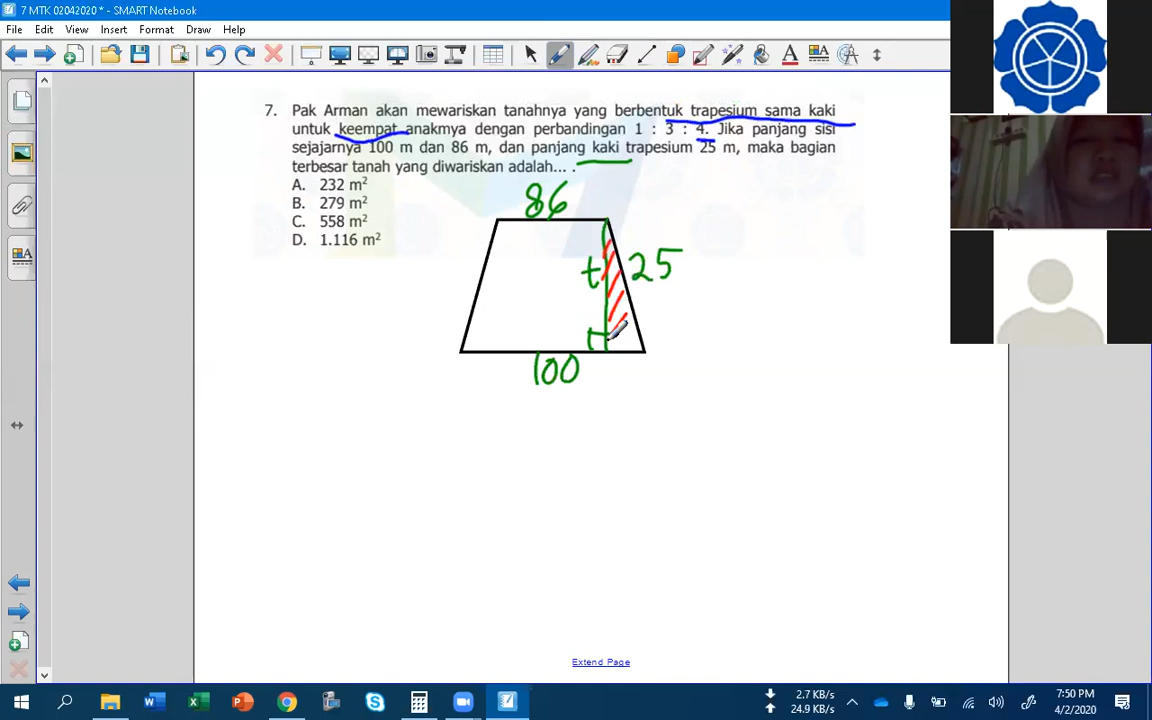 7 MTK 02042020 * - SMART Notebook
File Edit View Insert Format Draw Help
7. Pak Arman akan mewariskan tanahnya yang berbentuk trapesium sama kaki
untuk keempat anakmya dengan perbandingan 1 : 3 : 4. Jika panjang sisi
sejajarnya 100 m dan 86 m, dan panjang kaki trapesium 25 m, maka bagian
terbesar tanah yang diwariskan adalah... .
A. 232 m²
B. 279 m²
C. 558 m²
D. 1.116 m²
86
t 25
100
Extend Page
2.7 KB/s
24.9 KB/s
7:50 PM
4/2/2020